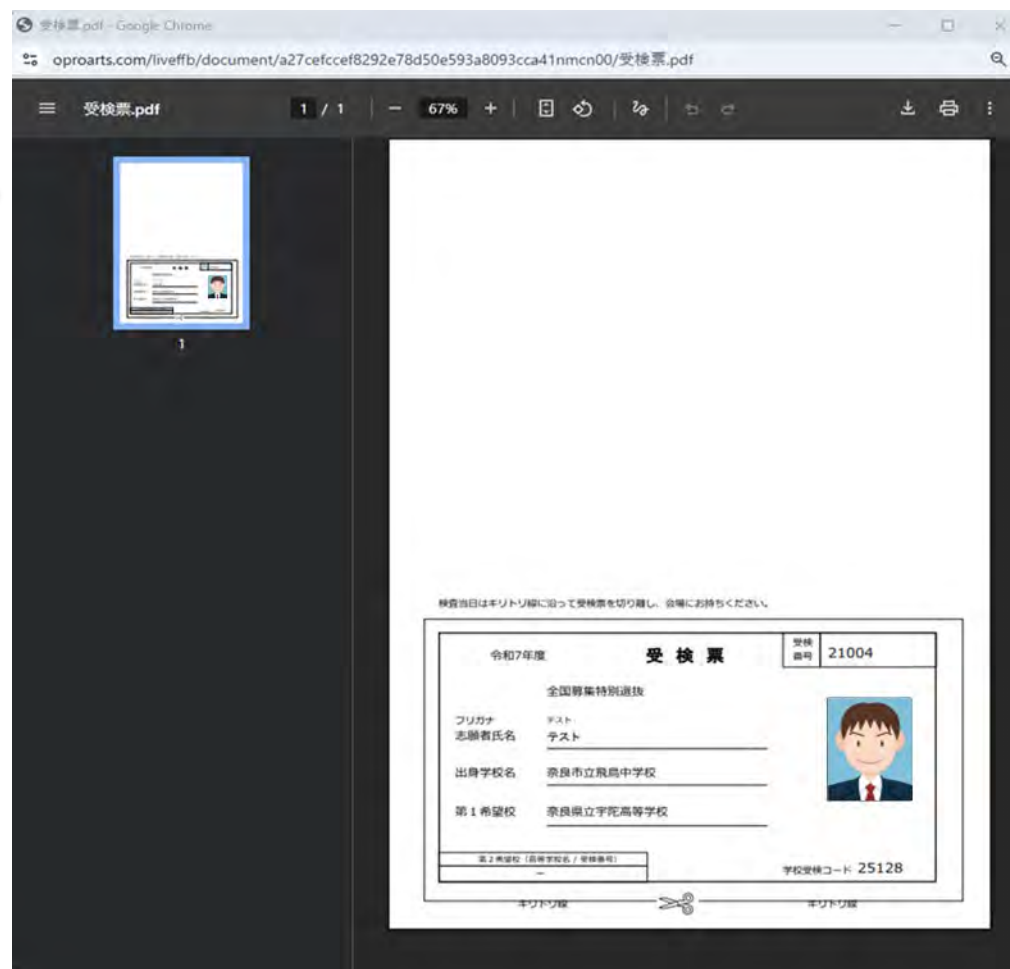 受検票.pdf - Google Chrome
oproarts.com/liveffb/document/a27cefccef8292e78d50e593a8093cca41nmcn00/受検票.pdf
受検票.pdf 1 / 1 67%
1
検査当日はキリトリ線に沿って受検票を切り離し、会場にお持ちください。
令和7年度 受検票 受検番号 21004
全国募集特別選抜
フリガナ テスト
志願者氏名 テスト
出身学校名 奈良市立飛鳥中学校
第1希望校 奈良県立宇陀高等学校
第2希望校（高等学校名 / 受検番号）
－
学校受検コード 25128
キリトリ線 キリトリ線